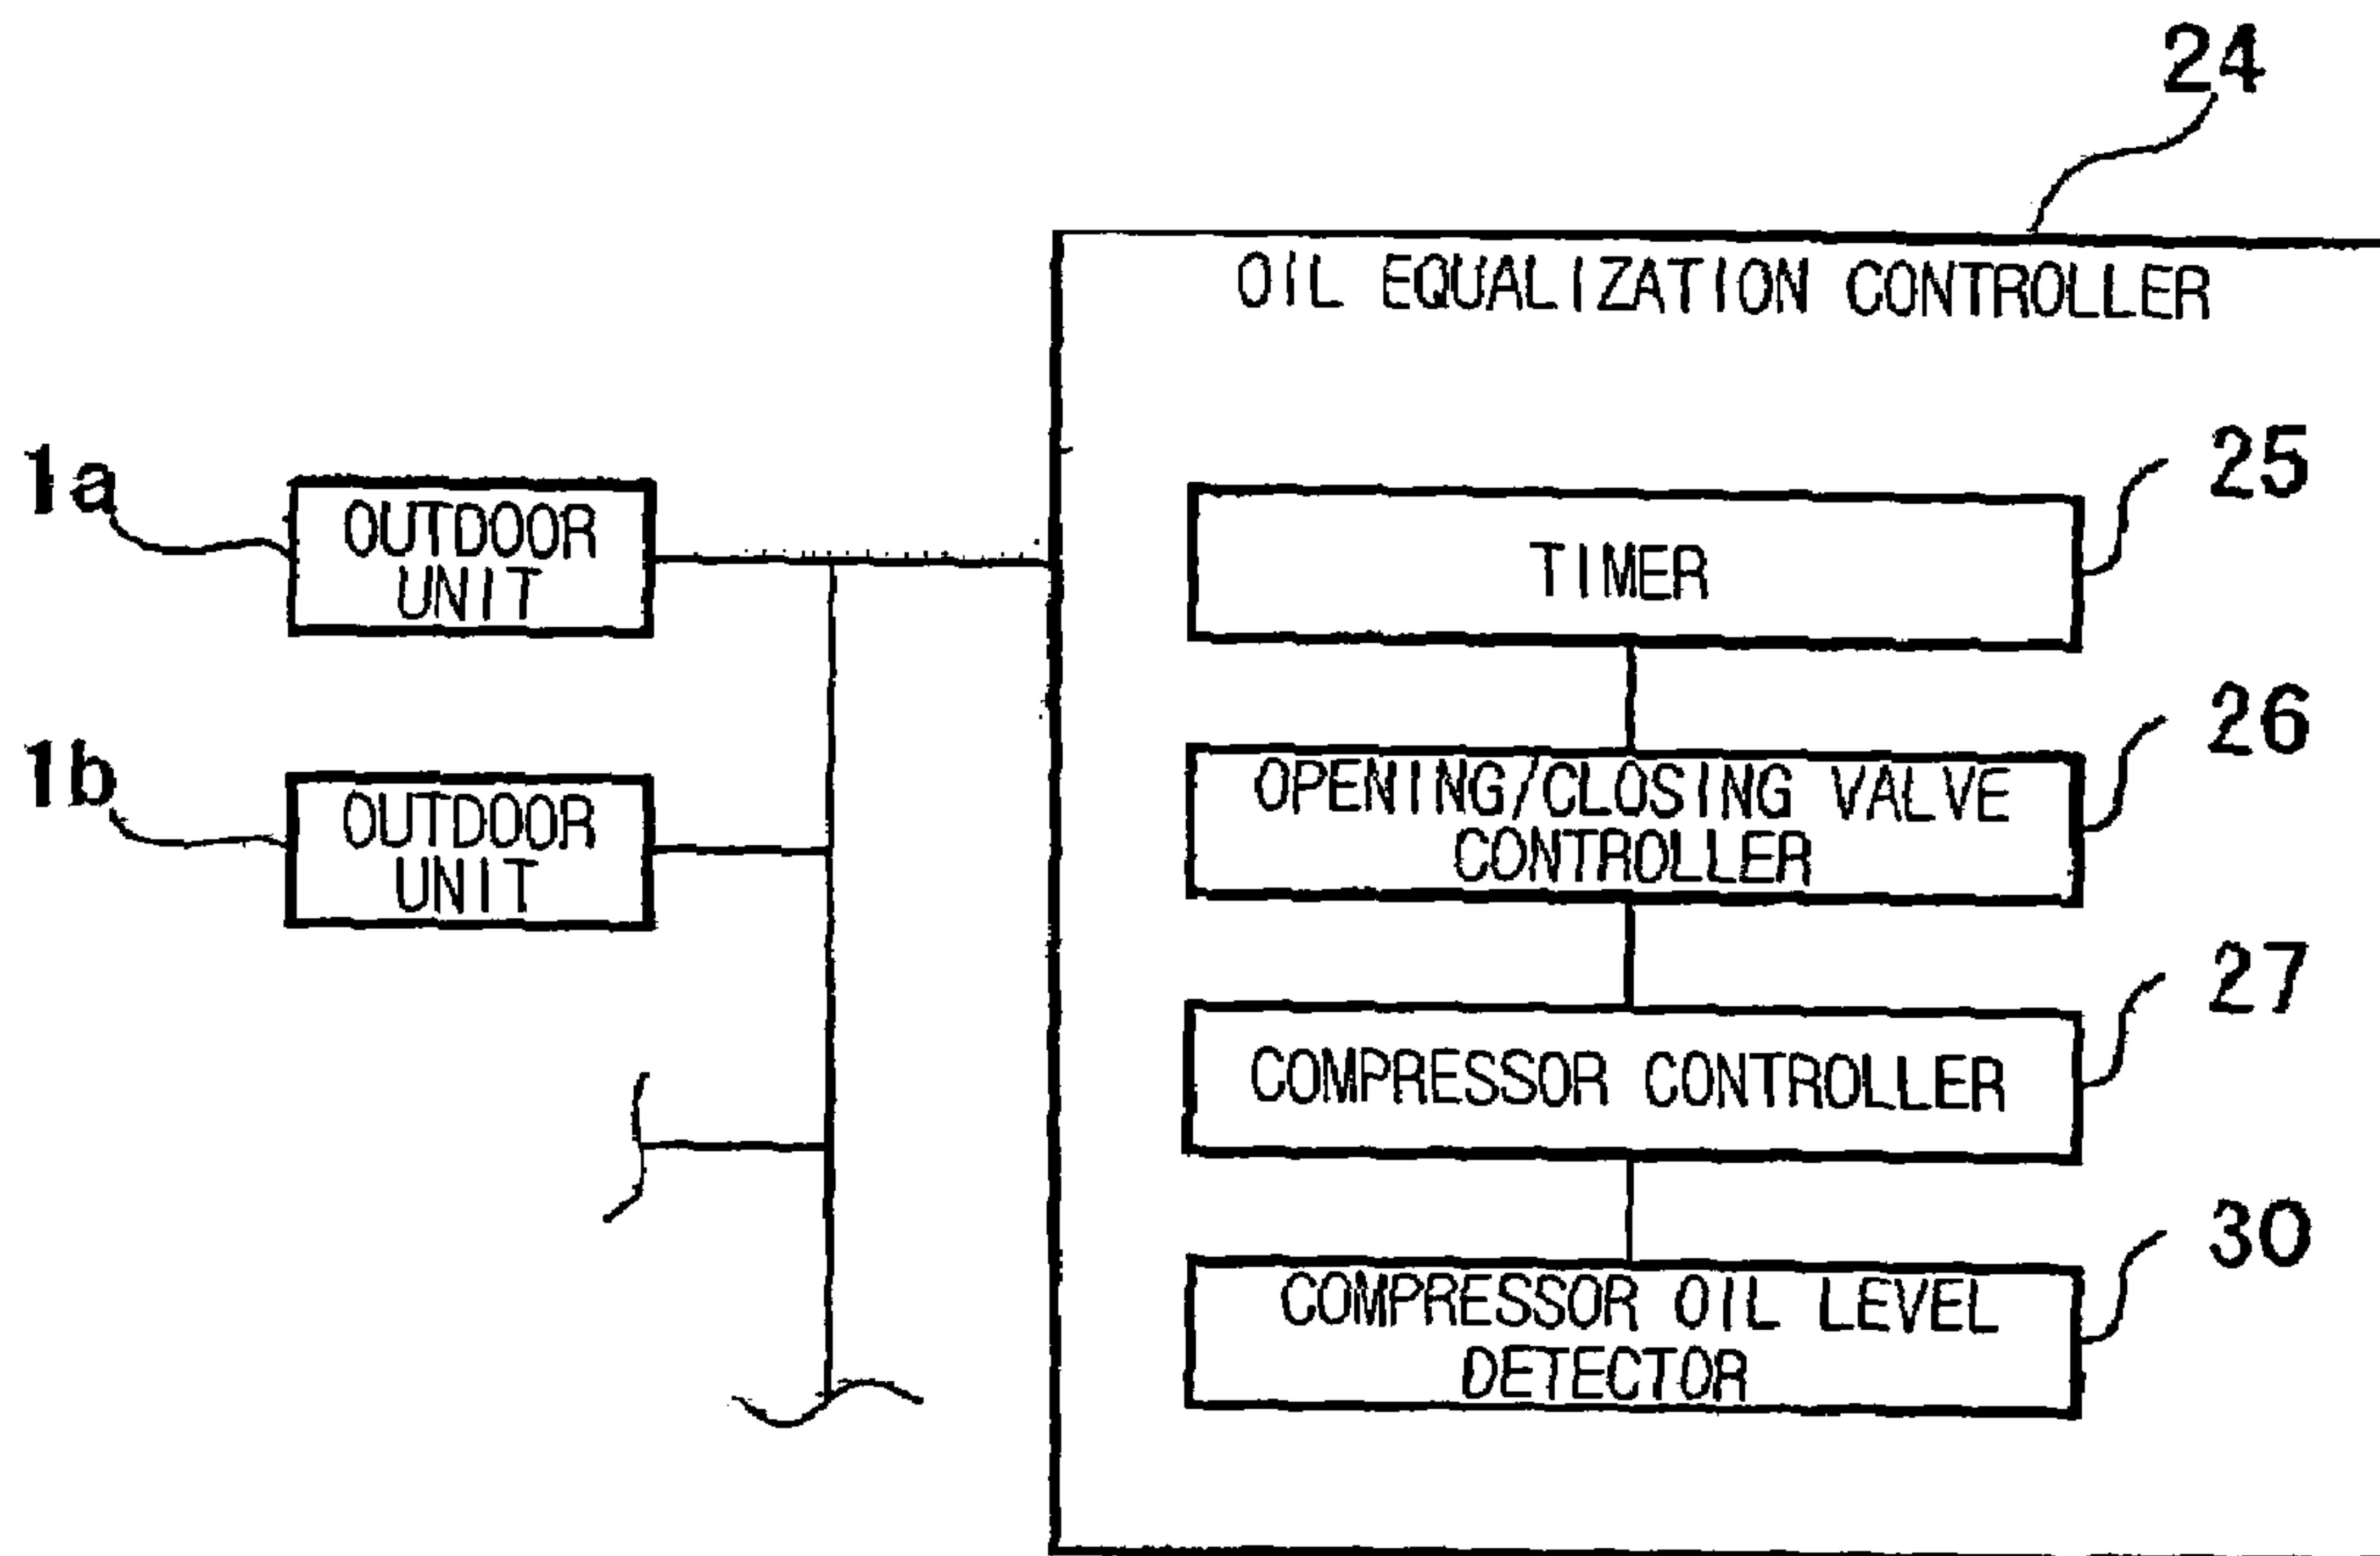 24
OIL EQUALIZATION CONTROLLER
1a
OUTDOOR
UNIT
25
TIMER
1b
OUTDOOR
UNIT
26
OPENING/CLOSING VALVE
CONTROLLER
27
COMPRESSOR CONTROLLER
30
COMPRESSOR OIL LEVEL
DETECTOR